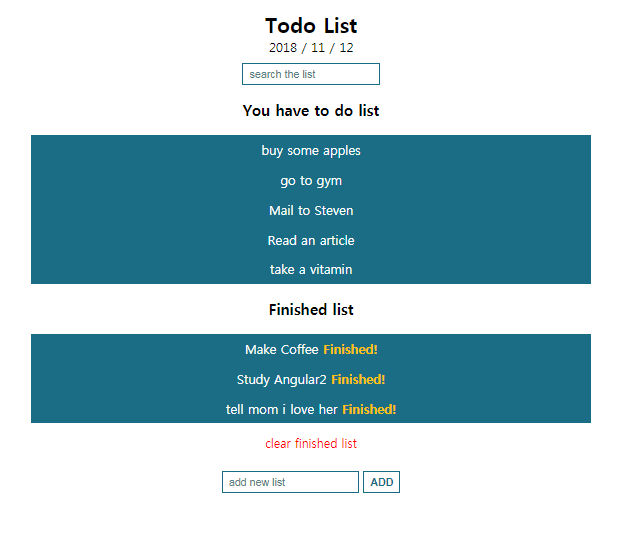 Todo List
2018 / 11 / 12
search the list
You have to do list
buy some apples
go to gym
Mail to Steven
Read an article
take a vitamin
Finished list
Make Coffee Finished!
Study Angular2 Finished!
tell mom i love her Finished!
clear finished list
add new list ADD